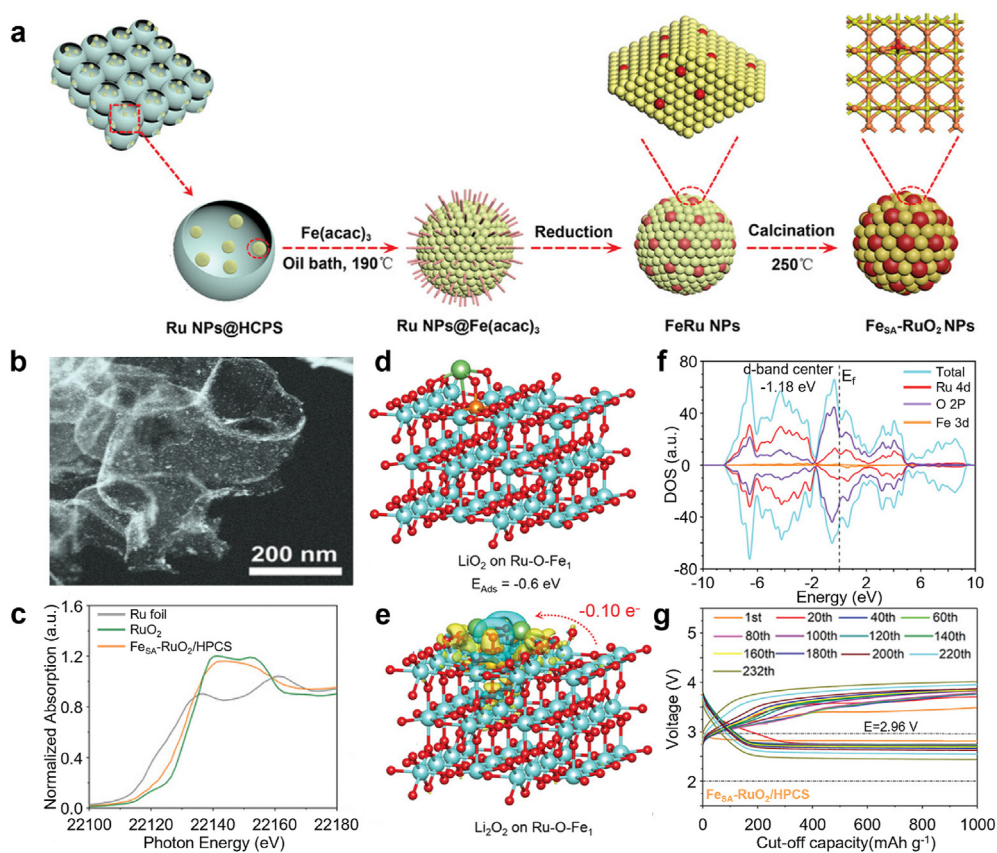 a
Fe(acac)₃
Oil bath, 190℃
Reduction
Calcination
250℃
Ru NPs@HCPS
Ru NPs@Fe(acac)₃
FeRu NPs
Fe_SA-RuO₂ NPs
b
200 nm
c
Normalized Absorption (a.u.)
1.6
1.2
0.8
0.4
0.0
Ru foil
RuO₂
Fe_SA-RuO₂/HPCS
22100 22120 22140 22160 22180
Photon Energy (eV)
d
LiO₂ on Ru-O-Fe₁
E_Ads = -0.6 eV
e
-0.10 e⁻
Li₂O₂ on Ru-O-Fe₁
f
DOS (a.u.)
80
40
0
-40
-80
d-band center
-1.18 eV
E_f
Total
Ru 4d
O 2P
Fe 3d
-10 -6 -2 2 6 10
Energy (eV)
g
Voltage (V)
5
4
3
2
1st 20th 40th 60th
80th 100th 120th 140th
160th 180th 200th 220th
232th
E=2.96 V
Fe_SA-RuO₂/HPCS
0 200 400 600 800 1000
Cut-off capacity(mAh g⁻¹)